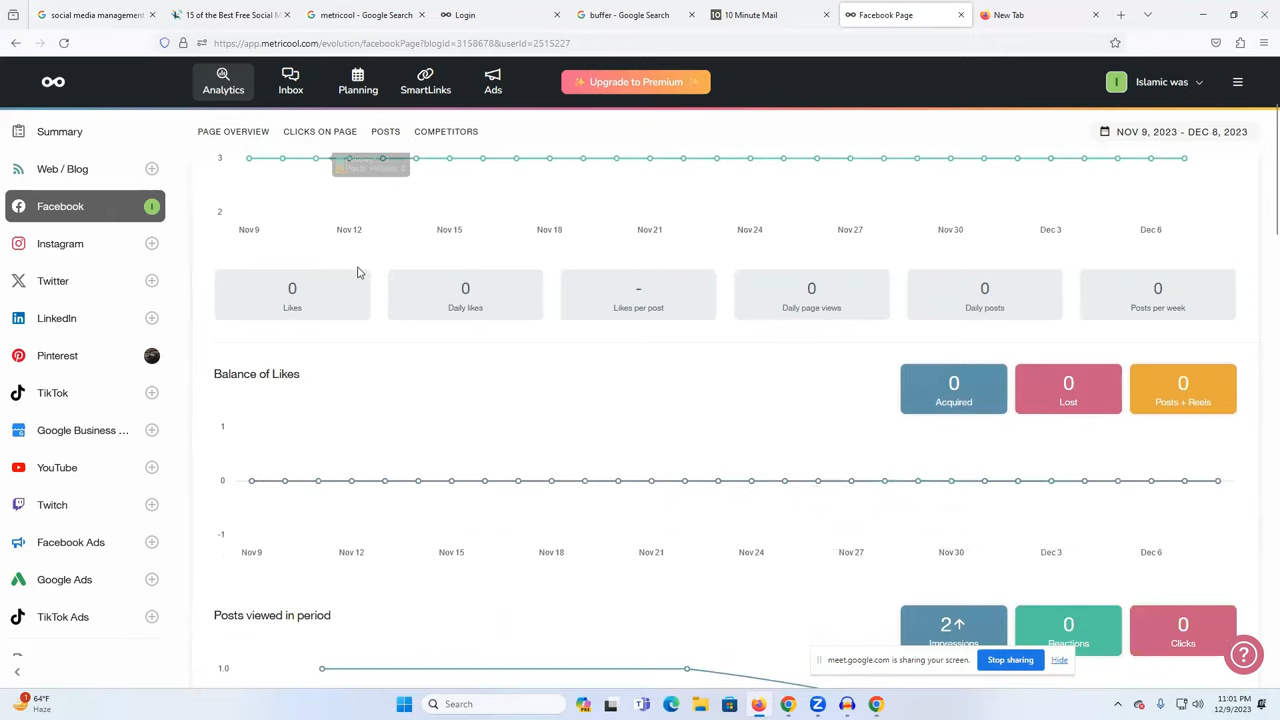 social media management
15 of the Best Free Social M
metricool - Google Search
Login
buffer - Google Search
10 Minute Mail
Facebook Page
New Tab
https://app.metricool.com/evolution/facebookPage?blogId=3158678&userId=2515227
Analytics
Inbox
Planning
SmartLinks
Ads
✨ Upgrade to Premium ✨
I
Islamic was
Summary
Web / Blog
Facebook
I
Instagram
Twitter
LinkedIn
Pinterest
TikTok
Google Business ...
YouTube
Twitch
Facebook Ads
Google Ads
TikTok Ads
PAGE OVERVIEW CLICKS ON PAGE POSTS COMPETITORS
NOV 9, 2023 - DEC 8, 2023
3
2
Nov 9 Nov 12 Nov 15 Nov 18 Nov 21 Nov 24 Nov 27 Nov 30 Dec 3 Dec 6
0 0 - 0 0 0
Likes Daily likes Likes per post Daily page views Daily posts Posts per week
Balance of Likes
0 0 0
Acquired Lost Posts + Reels
1
0
-1
Nov 9 Nov 12 Nov 15 Nov 18 Nov 21 Nov 24 Nov 27 Nov 30 Dec 3 Dec 6
Posts viewed in period
2↑ 0 0
Impressions Reactions Clicks
1.0
meet.google.com is sharing your screen.
Stop sharing
Hide
?
1
64°F
Haze
Search
11:01 PM
12/9/2023